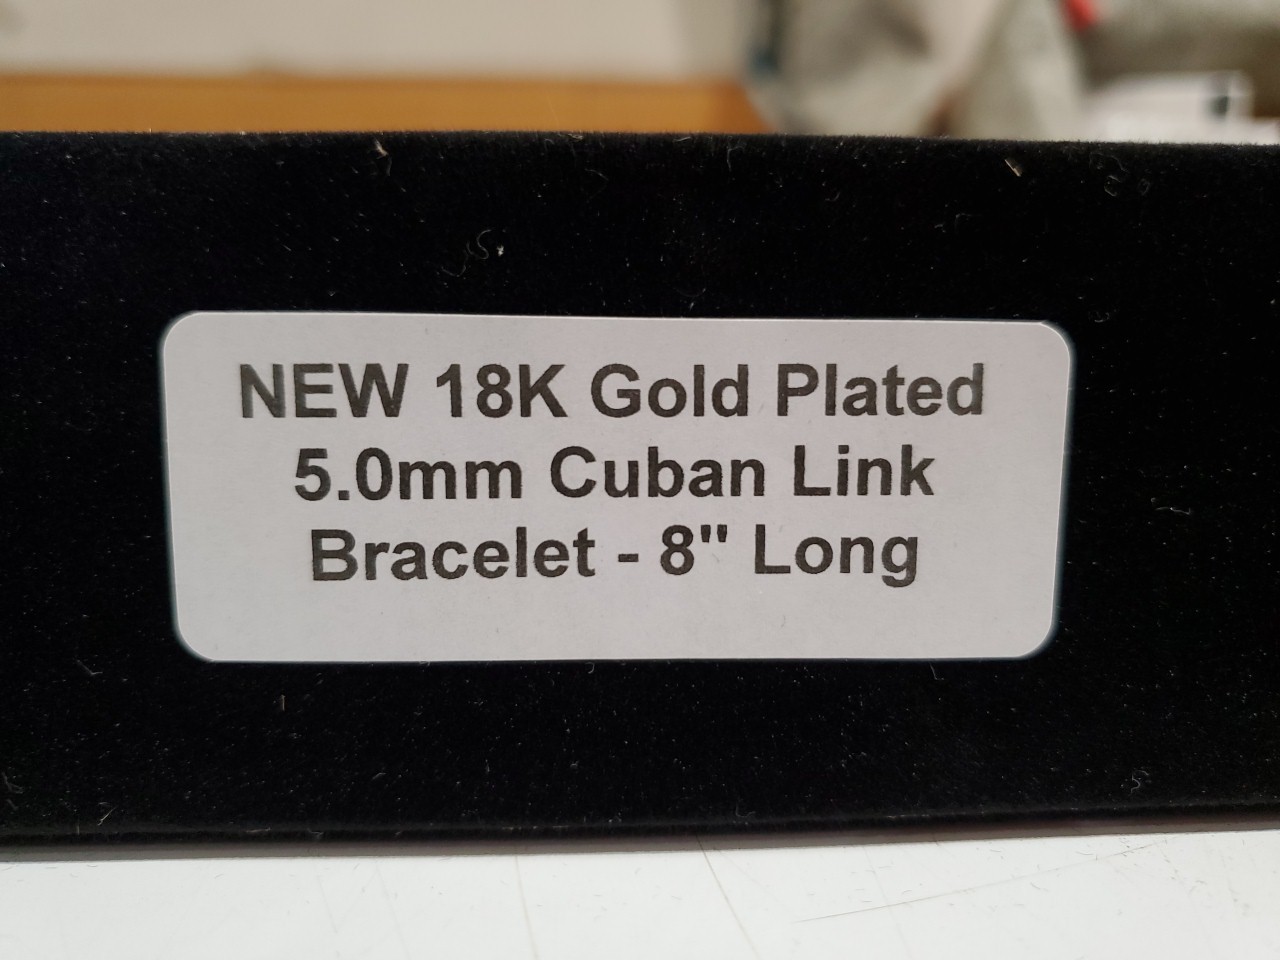 NEW 18K Gold Plated
5.0mm Cuban Link
Bracelet - 8" Long